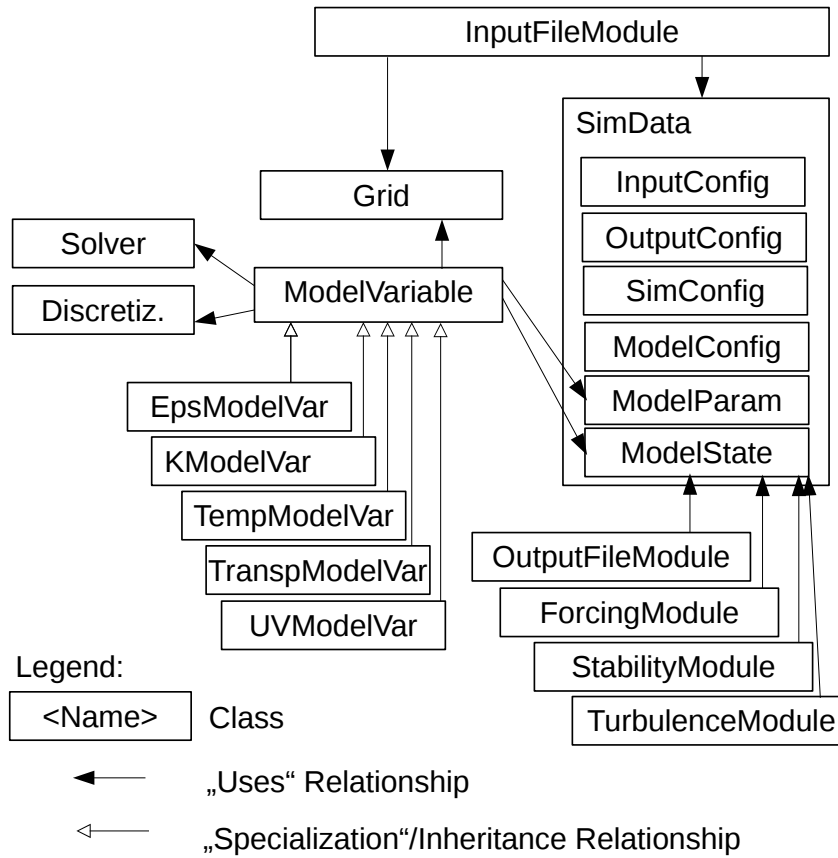 InputFileModule
SimData
InputConfig
Grid
OutputConfig
Solver
SimConfig
ModelVariable
Discretiz.
ModelConfig
EpsModelVar
ModelParam
KModelVar
ModelState
TempModelVar
OutputFileModule
TranspModelVar
ForcingModule
UVModelVar
StabilityModule
Legend:
<Name>
Class
TurbulenceModule
„Uses“ Relationship
„Specialization“/Inheritance Relationship